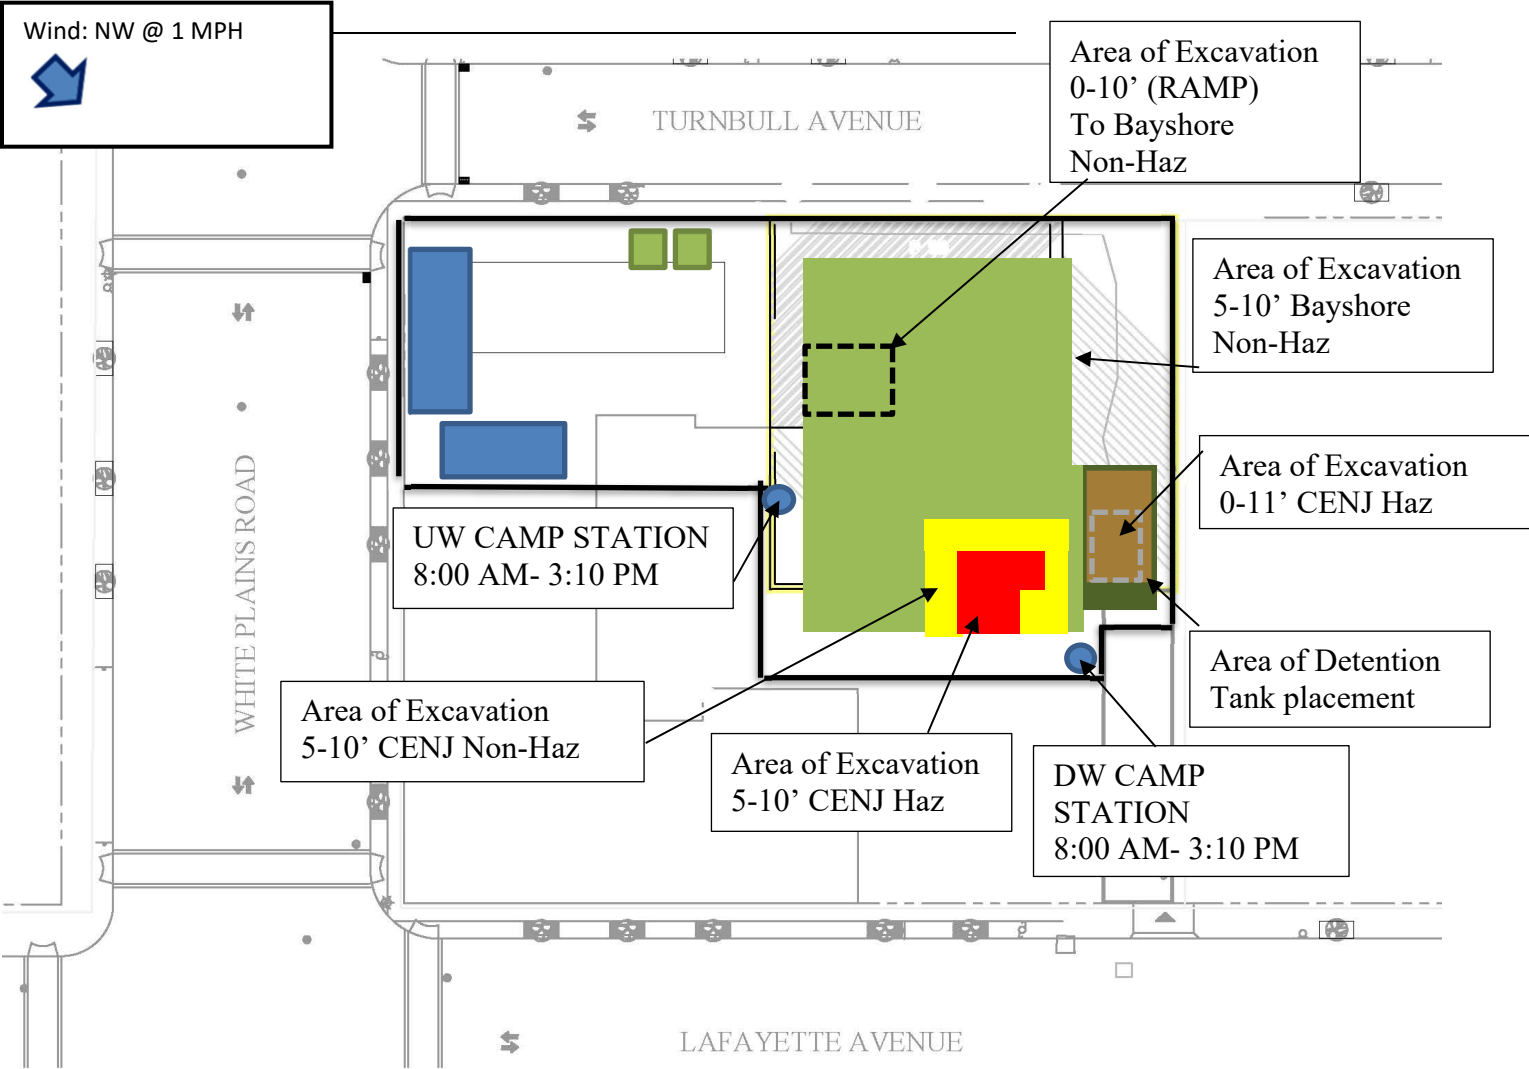 Wind: NW @ 1 MPH
Area of Excavation
0-10’ (RAMP)
To Bayshore
Non-Haz
TURNBULL AVENUE
Area of Excavation
5-10’ Bayshore
Non-Haz
Area of Excavation
0-11’ CENJ Haz
UW CAMP STATION
8:00 AM- 3:10 PM
WHITE PLAINS ROAD
Area of Detention
Tank placement
Area of Excavation
5-10’ CENJ Non-Haz
Area of Excavation
5-10’ CENJ Haz
DW CAMP
STATION
8:00 AM- 3:10 PM
LAFAYETTE AVENUE